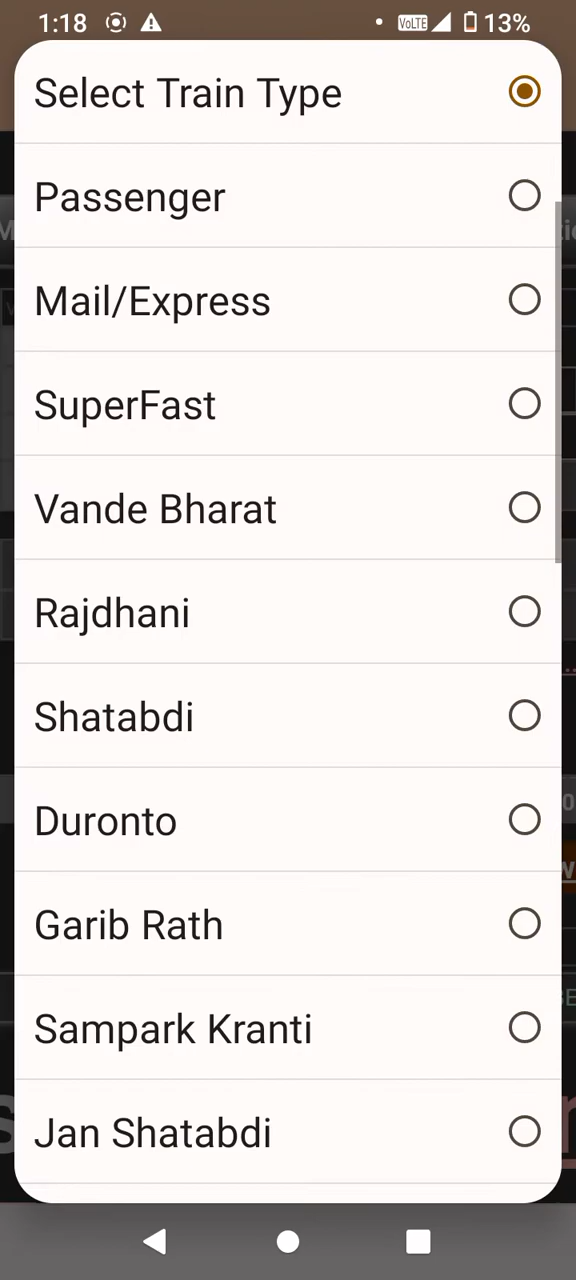 1:18 VoLTE 13%
Select Train Type
Passenger
Mail/Express
SuperFast
Vande Bharat
Rajdhani
Shatabdi
Duronto
Garib Rath
Sampark Kranti
Jan Shatabdi